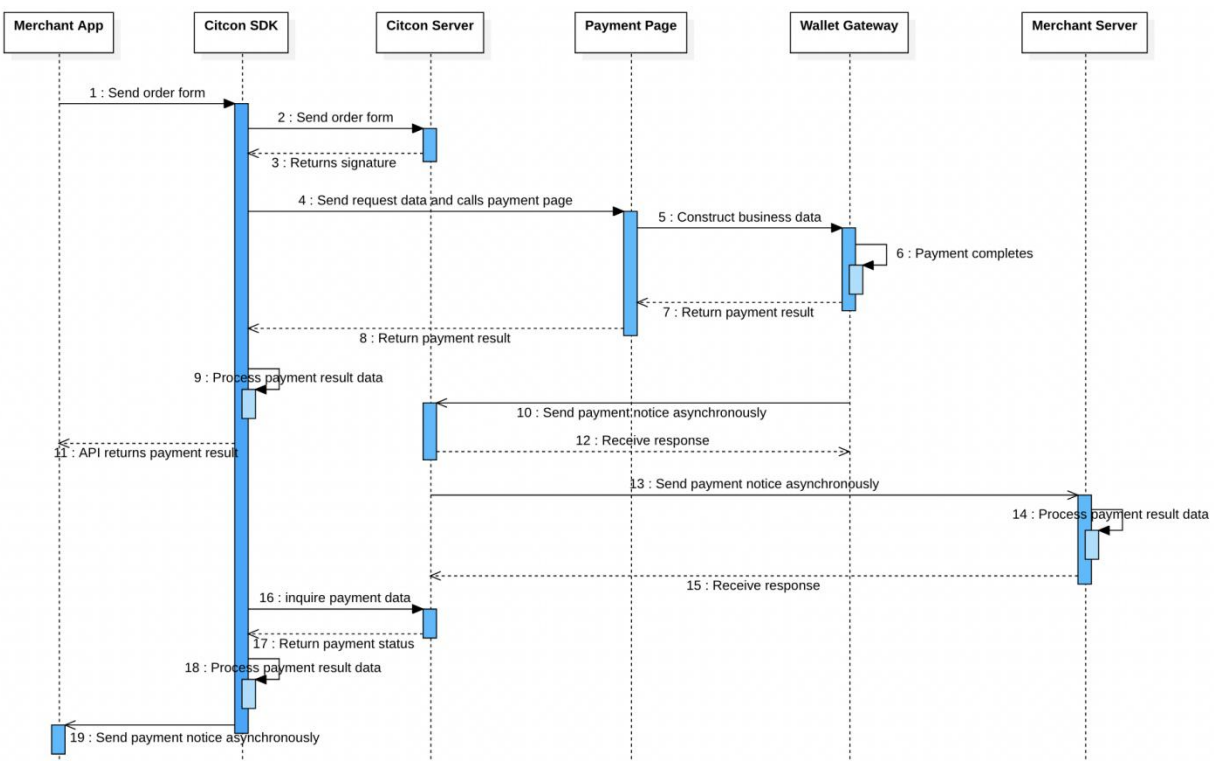 Merchant App
Citcon SDK
Citcon Server
Payment Page
Wallet Gateway
Merchant Server
1 : Send order form
2 : Send order form
3 : Returns signature
4 : Send request data and calls payment page
5 : Construct business data
6 : Payment completes
7 : Return payment result
8 : Return payment result
9 : Process payment result data
10 : Send payment notice asynchronously
12 : Receive response
11 : API returns payment result
13 : Send payment notice asynchronously
14 : Process payment result data
15 : Receive response
16 : inquire payment data
17 : Return payment status
18 : Process payment result data
19 : Send payment notice asynchronously